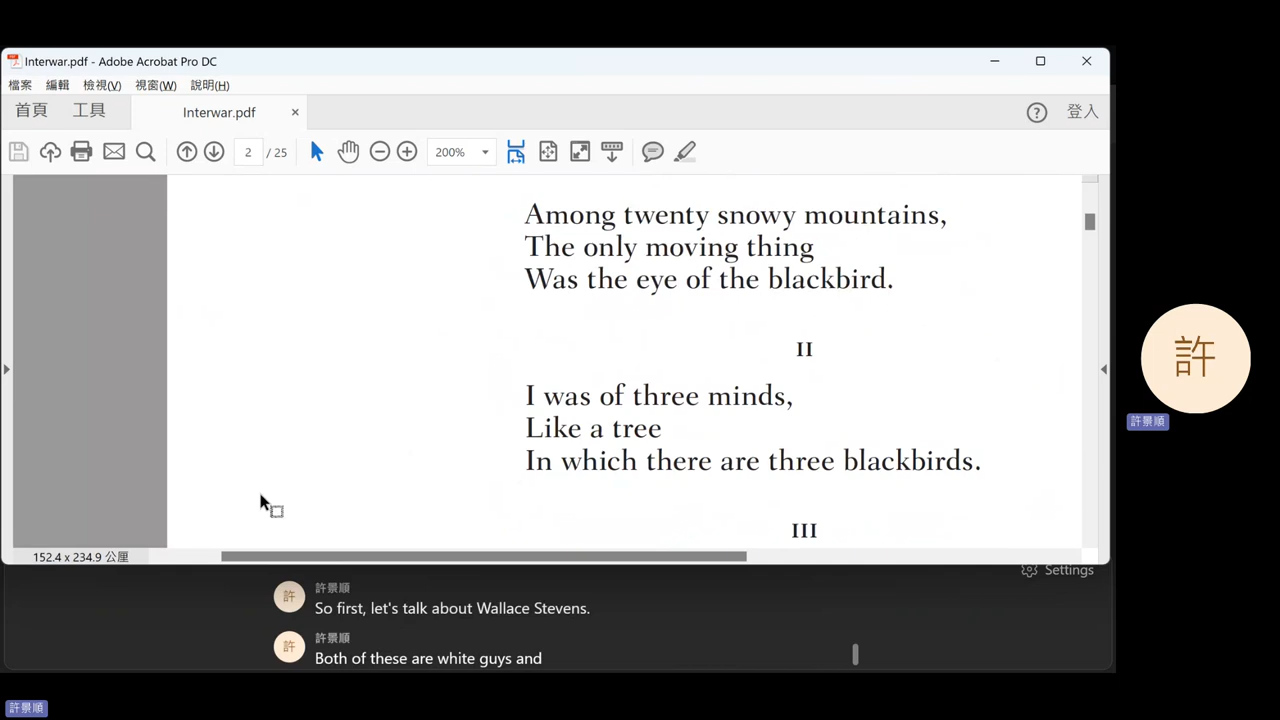 Interwar.pdf - Adobe Acrobat Pro DC
檔案 編輯 檢視(V) 視窗(W) 說明(H)
首頁 工具 Interwar.pdf × ? 登入
2 / 25 200%
Among twenty snowy mountains,
The only moving thing
Was the eye of the blackbird.
II
I was of three minds,
Like a tree
In which there are three blackbirds.
III
152.4 x 234.9 公厘
Settings
許 許景順
So first, let's talk about Wallace Stevens.
許 許景順
Both of these are white guys and
許
許景順
許景順